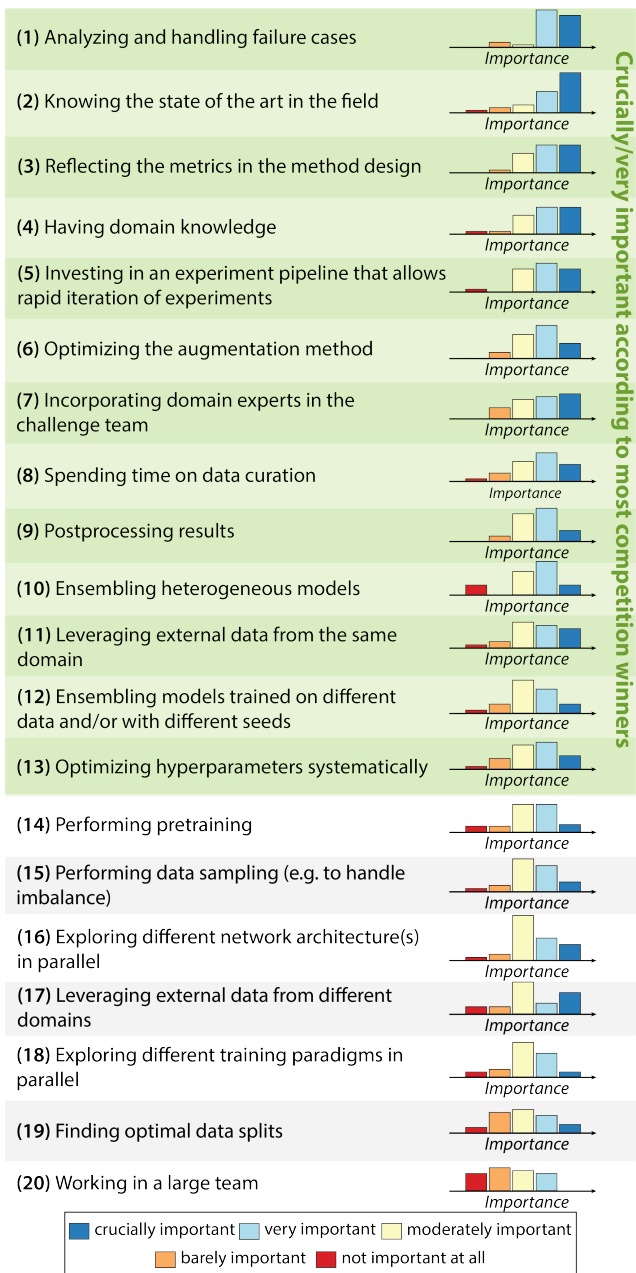 (1) Analyzing and handling failure cases
Importance
(2) Knowing the state of the art in the field
Importance
(3) Reflecting the metrics in the method design
Importance
(4) Having domain knowledge
Importance
(5) Investing in an experiment pipeline that allows
rapid iteration of experiments
Importance
(6) Optimizing the augmentation method
Importance
(7) Incorporating domain experts in the
challenge team
Importance
(8) Spending time on data curation
Importance
(9) Postprocessing results
Importance
(10) Ensembling heterogeneous models
Importance
(11) Leveraging external data from the same
domain
Importance
(12) Ensembling models trained on different
data and/or with different seeds
Importance
(13) Optimizing hyperparameters systematically
Importance
Crucially/very important according to most competition winners
(14) Performing pretraining
Importance
(15) Performing data sampling (e.g. to handle
imbalance)
Importance
(16) Exploring different network architecture(s)
in parallel
Importance
(17) Leveraging external data from different
domains
Importance
(18) Exploring different training paradigms in
parallel
Importance
(19) Finding optimal data splits
Importance
(20) Working in a large team
Importance
crucially important very important moderately important
barely important not important at all